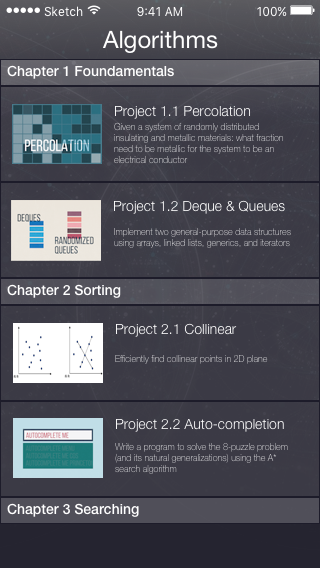 Sketch 9:41 AM 100%
Algorithms
Chapter 1 Foundamentals
PERCOLATION
Project 1.1 Percolation
Given a system of randomly distributed
insulating and metallic materials: what fraction
need to be metallic for the system to be an
electrical conductor
DEQUES
RANDOMIZED
QUEUES
Project 1.2 Deque & Queues
Implement two general-purpose data structures
using arrays, linked lists, generics, and iterators
Chapter 2 Sorting
Project 2.1 Collinear
Efficiently find collinear points in 2D plane
AUTOCOMPLETE ME
Project 2.2 Auto-completion
Write a program to solve the 8-puzzle problem
(and its natural generalizations) using the A*
search algorithm
Chapter 3 Searching